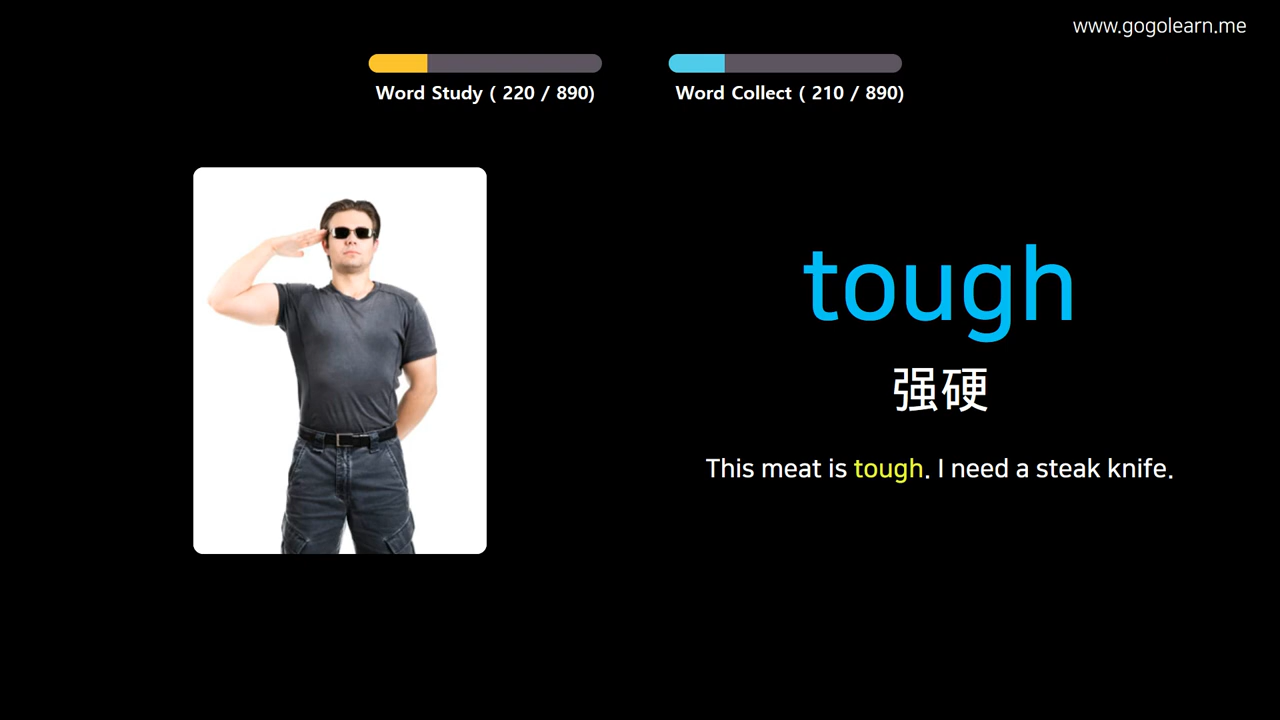 www.gogolearn.me
Word Study ( 220 / 890)
Word Collect ( 210 / 890)
tough
强硬
This meat is tough. I need a steak knife.